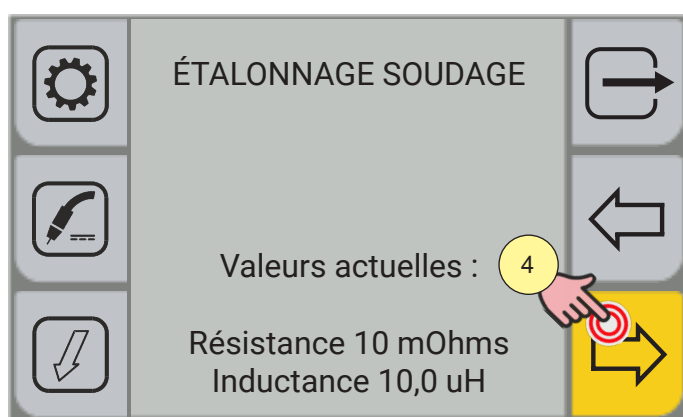 ÉTALONNAGE SOUDAGE
Valeurs actuelles :
4
Résistance 10 mOhms
Inductance 10,0 uH